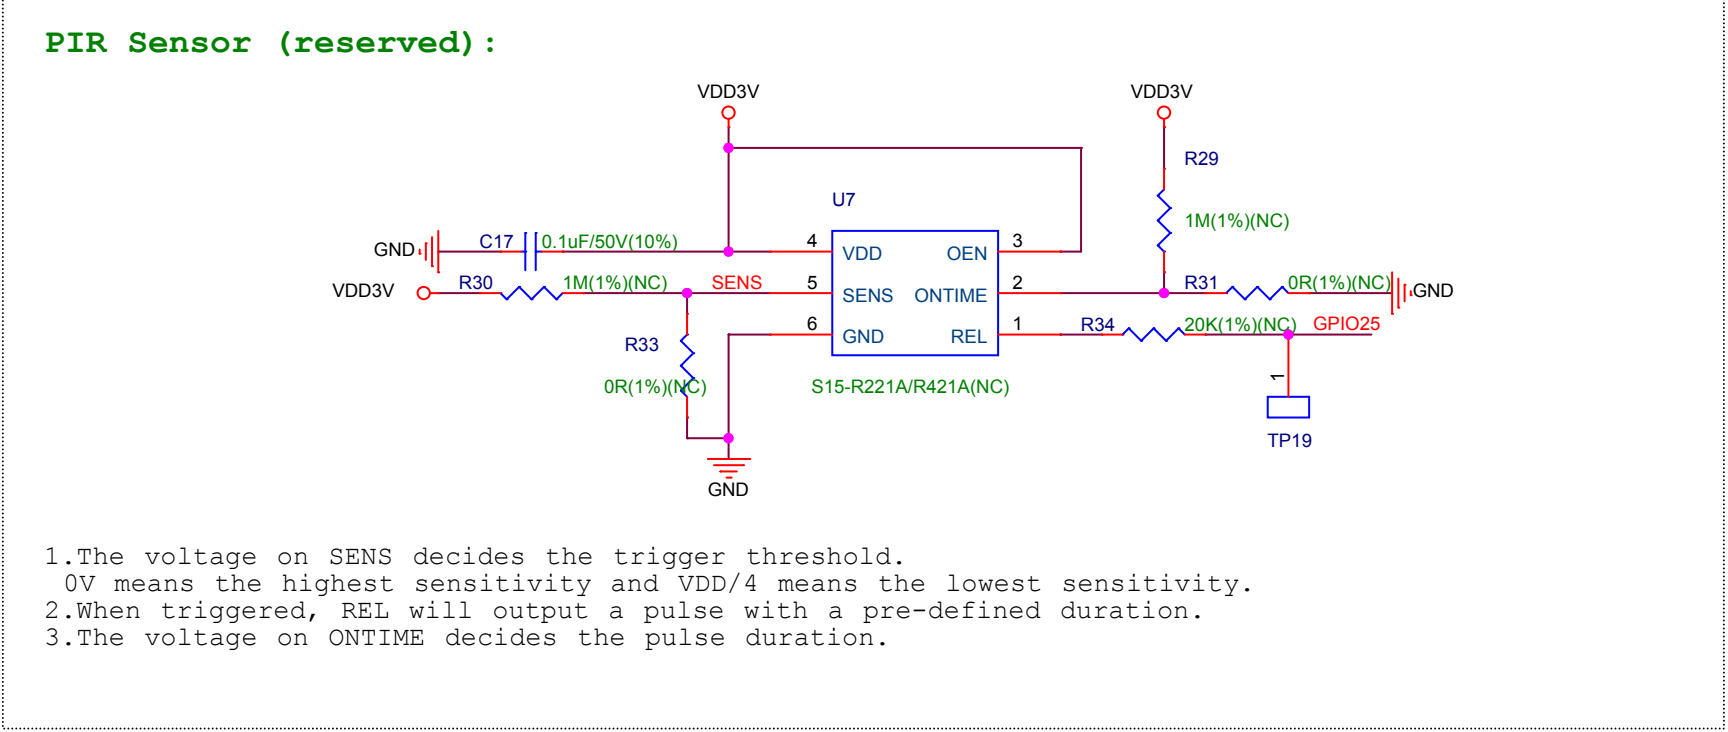 PIR Sensor (reserved):
VDD3V
VDD3V
R29
U7
1M(1%)(NC)
GND
C17
0.1uF/50V(10%)
4
VDD
OEN
3
VDD3V
R30
1M(1%)(NC)
SENS
5
SENS
ONTIME
2
R31
0R(1%)(NC)
GND
6
GND
REL
1
R34
20K(1%)(NC)
GPIO25
R33
0R(1%)(NC)
S15-R221A/R421A(NC)
1
TP19
GND
1.The voltage on SENS decides the trigger threshold.
0V means the highest sensitivity and VDD/4 means the lowest sensitivity.
2.When triggered, REL will output a pulse with a pre-defined duration.
3.The voltage on ONTIME decides the pulse duration.